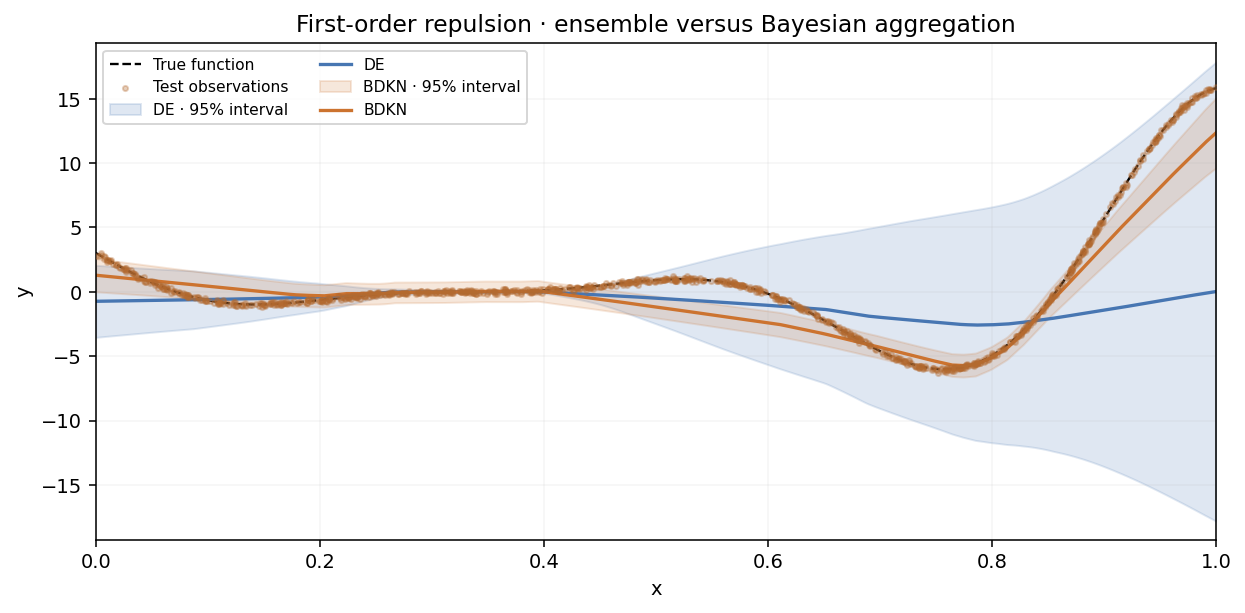 First-order repulsion · ensemble versus Bayesian aggregation
True function
Test observations
DE · 95% interval
DE
BDKN · 95% interval
BDKN
y
15
10
5
0
−5
−10
−15
0.0
0.2
0.4
0.6
0.8
1.0
x